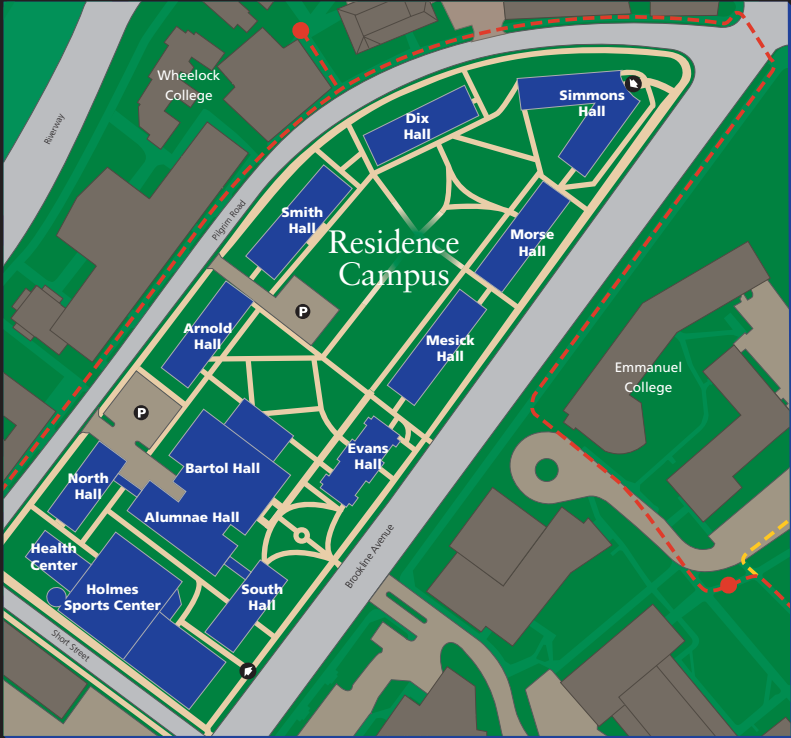 Wheelock
College
Simmons
Hall
Dix
Hall
Riverway
Smith
Hall
Pilgrim Road
Residence
Campus
Morse
Hall
P
Arnold
Hall
Mesick
Hall
Emmanuel
College
P
Evans
Hall
Bartol Hall
North
Hall
Alumnae Hall
Brookline Avenue
Health
Center
Holmes
Sports Center
South
Hall
Short Street